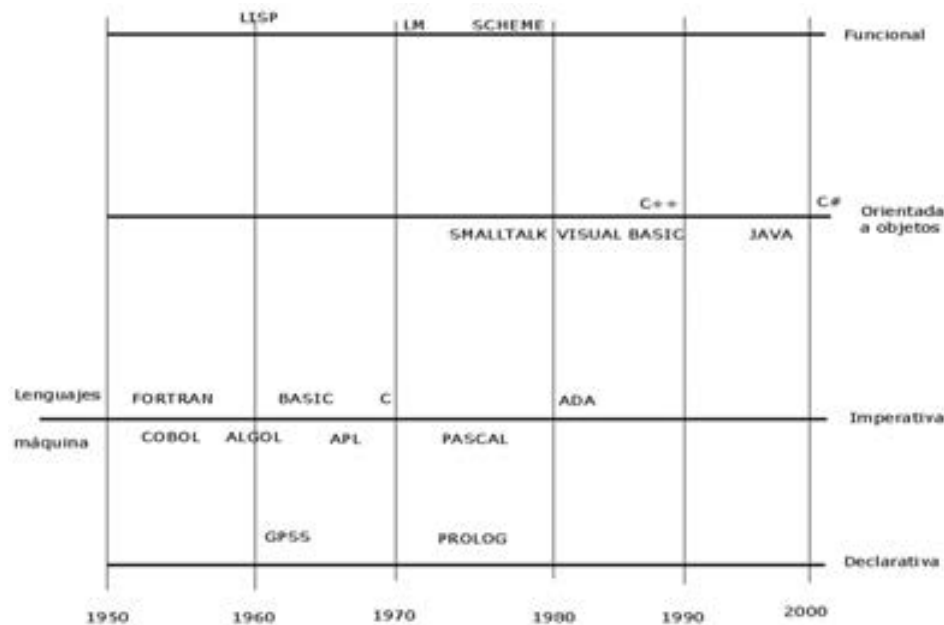 LISP
LM SCHEME
Funcional
C++ C#
Orientada
a objetos
SMALLTALK VISUAL BASIC JAVA
Lenguajes FORTRAN BASIC C ADA
Imperativa
máquina COBOL ALGOL APL PASCAL
GPSS PROLOG
Declarativa
1950 1960 1970 1980 1990 2000